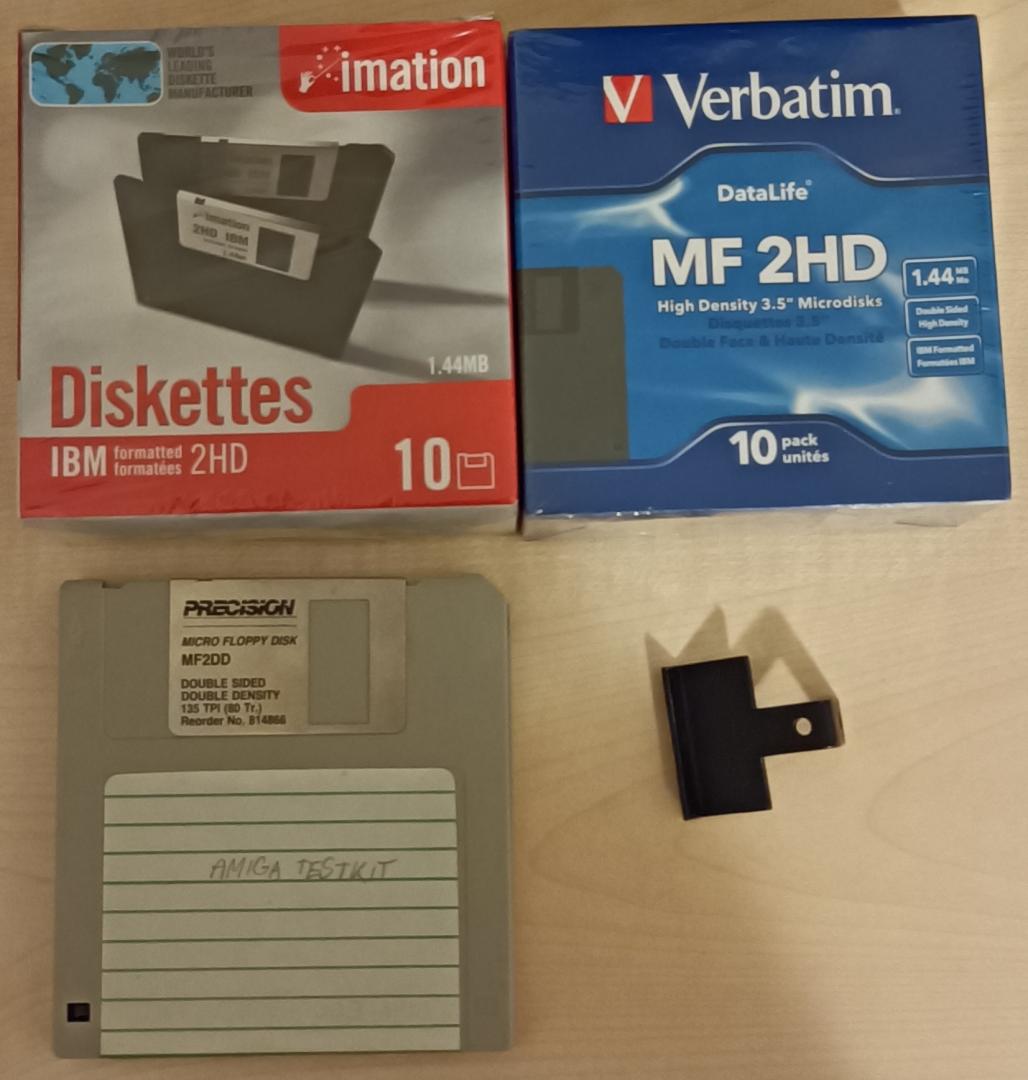 WORLD'S
LEADING
DISKETTE
MANUFACTURER
imation
imation
2HD IBM
1.44MB
Diskettes
IBM formatted
formatées 2HD
10
Verbatim
DataLife
MF 2HD
High Density 3.5" Microdisks
Disquettes 3.5"
Double Face & Haute Densité
1.44 MB
Mo
Double Sided
High Density
IBM Formatted
Formatées IBM
10 pack
unités
PRECISION
MICRO FLOPPY DISK
MF2DD
DOUBLE SIDED
DOUBLE DENSITY
135 TPI (80 Tr.)
Reorder No. 814866
AMIGA TESTKIT